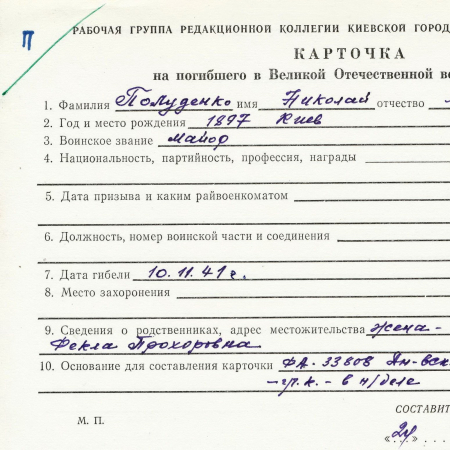 П
РАБОЧАЯ ГРУППА РЕДАКЦИОННОЙ КОЛЛЕГИИ КИЕВСКОЙ ГОРОД
КАРТОЧКА
на погибшего в Великой Отечественной во
1. Фамилия Полуденко имя Николай отчество
2. Год и место рождения 1897 Киев
3. Воинское звание майор
4. Национальность, партийность, профессия, награды
5. Дата призыва и каким райвоенкоматом
6. Должность, номер воинской части и соединения
7. Дата гибели 10.11.41 г.
8. Место захоронения
9. Сведения о родственниках, адрес местожительства жена -
Фекла Прохоровна
10. Основание для составления карточки ФА-33808
- в н/деле
СОСТАВИТ
М. П.
«24»